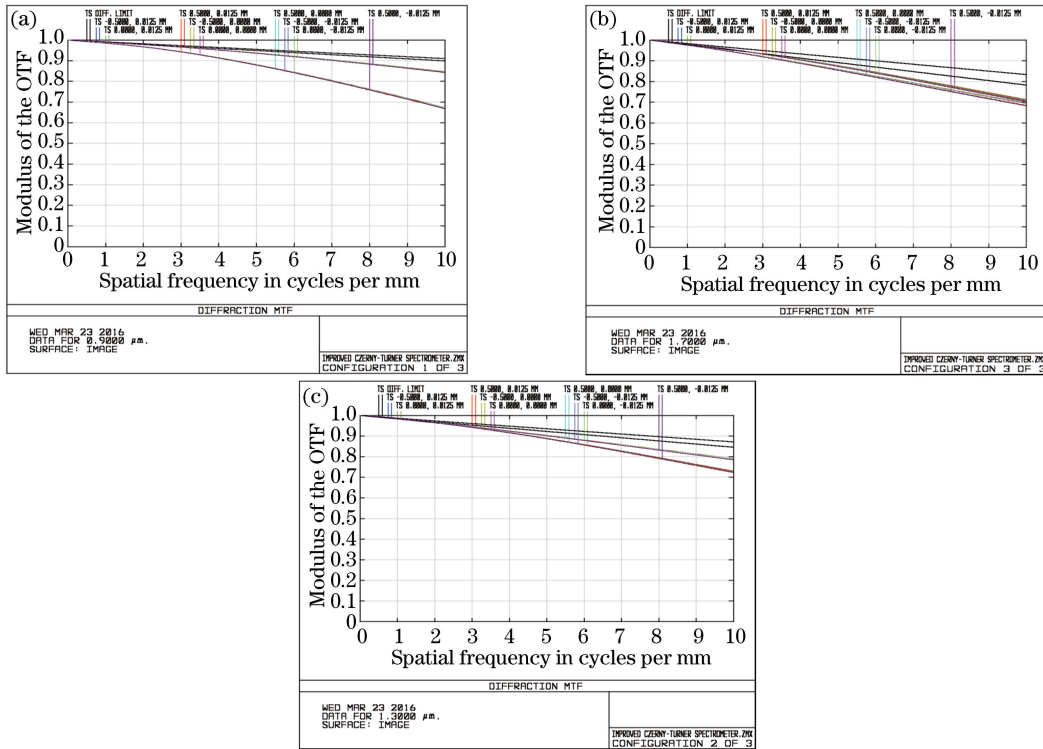 (a)
TS DIFF. LIMIT
TS -0.5000, 0.0125 MM
TS 0.0000, 0.0125 MM
TS 0.5000, 0.0125 MM
TS -0.5000, 0.0000 MM
TS 0.0000, 0.0000 MM
TS 0.5000, 0.0000 MM
TS -0.5000, -0.0125 MM
TS 0.0000, -0.0125 MM
TS 0.5000, -0.0125 MM
1.0
0.9
0.8
0.7
0.6
0.5
0.4
0.3
0.2
0.1
0
Modulus of the OTF
0 1 2 3 4 5 6 7 8 9 10
Spatial frequency in cycles per mm
DIFFRACTION MTF
WED MAR 23 2016
DATA FOR 0.9000 µm.
SURFACE: IMAGE
IMPROVED CZERNY-TURNER SPECTROMETER.ZMX
CONFIGURATION 1 OF 3
(b)
TS DIFF. LIMIT
TS -0.5000, 0.0125 MM
TS 0.0000, 0.0125 MM
TS 0.5000, 0.0125 MM
TS -0.5000, 0.0000 MM
TS 0.0000, 0.0000 MM
TS 0.5000, 0.0000 MM
TS -0.5000, -0.0125 MM
TS 0.0000, -0.0125 MM
TS 0.5000, -0.0125 MM
1.0
0.9
0.8
0.7
0.6
0.5
0.4
0.3
0.2
0.1
0
Modulus of the OTF
0 1 2 3 4 5 6 7 8 9 10
Spatial frequency in cycles per mm
DIFFRACTION MTF
WED MAR 23 2016
DATA FOR 1.7000 µm.
SURFACE: IMAGE
IMPROVED CZERNY-TURNER SPECTROMETER.ZMX
CONFIGURATION 3 OF 3
(c)
TS DIFF. LIMIT
TS -0.5000, 0.0125 MM
TS 0.0000, 0.0125 MM
TS 0.5000, 0.0125 MM
TS -0.5000, 0.0000 MM
TS 0.0000, 0.0000 MM
TS 0.5000, 0.0000 MM
TS -0.5000, -0.0125 MM
TS 0.0000, -0.0125 MM
TS 0.5000, -0.0125 MM
1.0
0.9
0.8
0.7
0.6
0.5
0.4
0.3
0.2
0.1
0
Modulus of the OTF
0 1 2 3 4 5 6 7 8 9 10
Spatial frequency in cycles per mm
DIFFRACTION MTF
WED MAR 23 2016
DATA FOR 1.3000 µm.
SURFACE: IMAGE
IMPROVED CZERNY-TURNER SPECTROMETER.ZMX
CONFIGURATION 2 OF 3